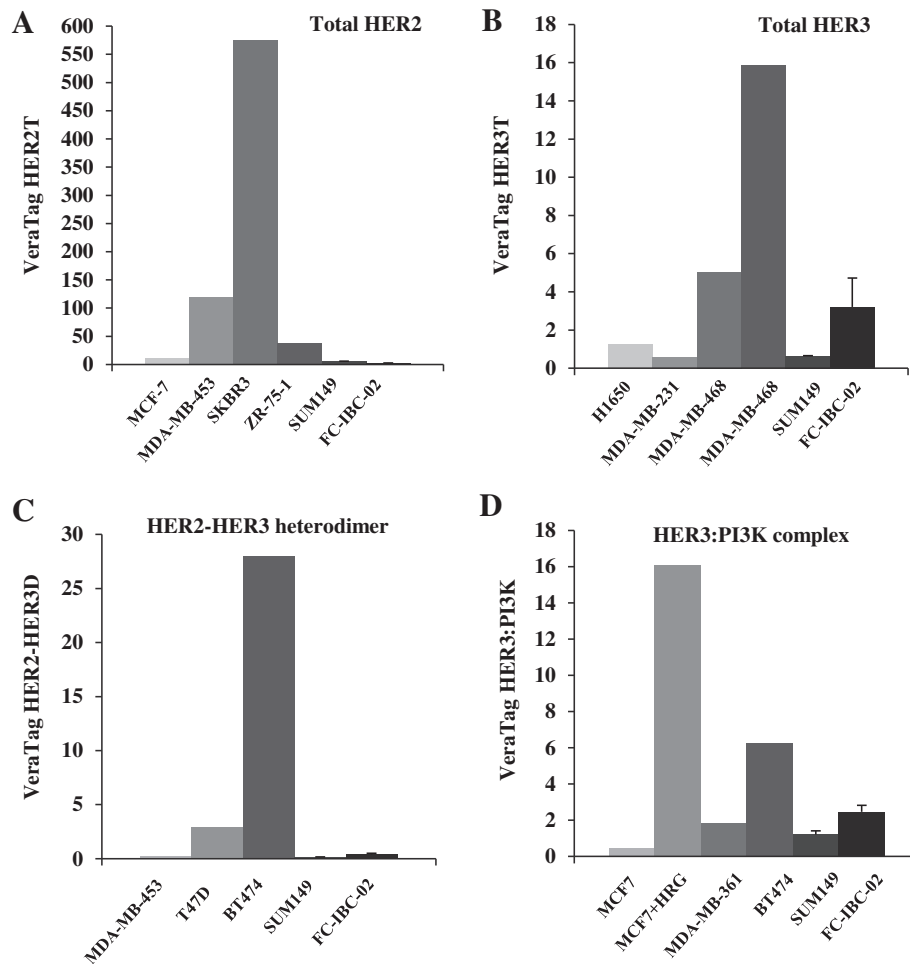 A
Total HER2
VeraTag HER2T
600
550
500
450
400
350
300
250
200
150
100
50
0
MCF-7
MDA-MB-453
SKBR3
ZR-75-1
SUM149
FC-IBC-02
B
Total HER3
VeraTag HER3T
18
16
14
12
10
8
6
4
2
0
H1650
MDA-MB-231
MDA-MB-468
MDA-MB-468
SUM149
FC-IBC-02
C
HER2-HER3 heterodimer
VeraTag HER2-HER3D
30
25
20
15
10
5
0
MDA-MB-453
T47D
BT474
SUM149
FC-IBC-02
D
HER3:PI3K complex
VeraTag HER3:PI3K
18
16
14
12
10
8
6
4
2
0
MCF7
MCF7+HRG
MDA-MB-361
BT474
SUM149
FC-IBC-02